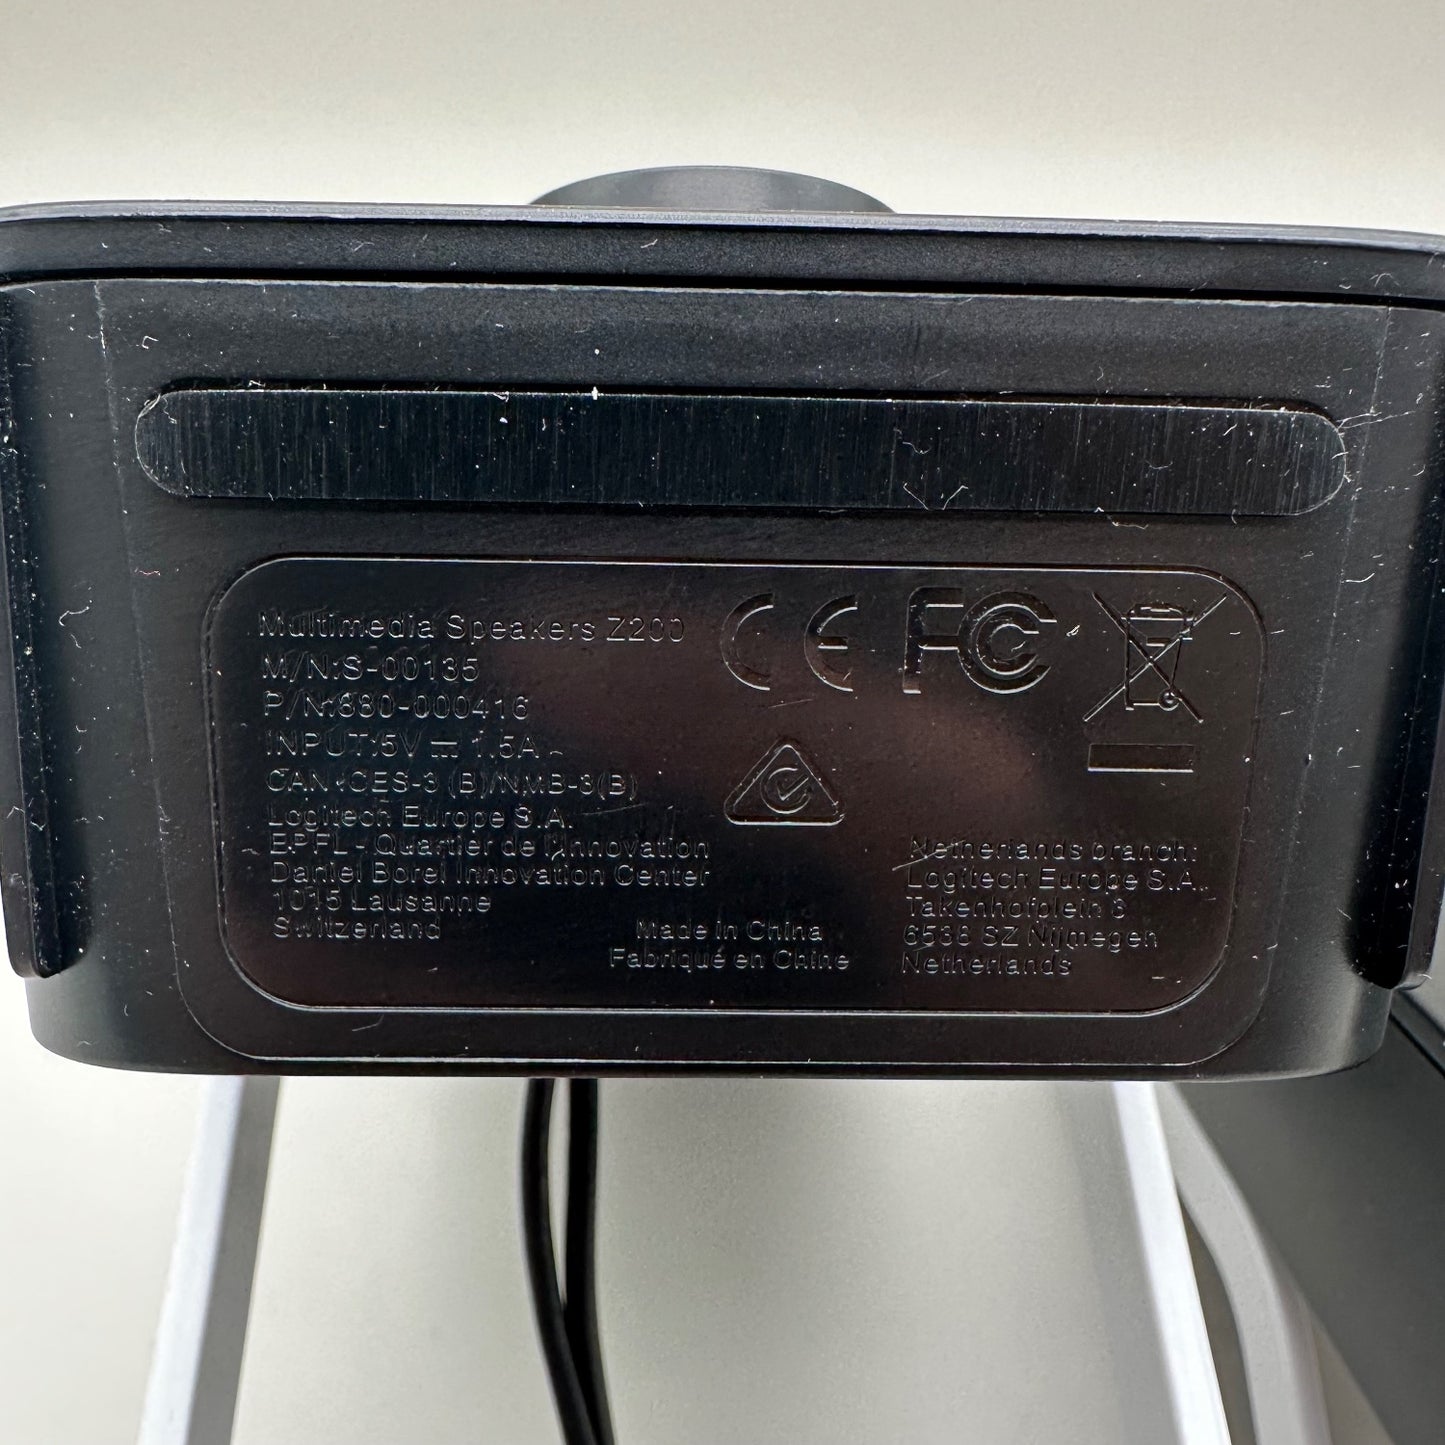 Multimedia Speakers Z200
M/N:S-00135
P/N:880-000416
INPUT:5V ⎓ 1.5A
CAN ICES-3 (B)/NMB-3(B)
Logitech Europe S.A.
EPFL - Quartier de l'Innovation
Daniel Borel Innovation Center
1015 Lausanne
Switzerland
CE FC
Made in China
Fabriqué en Chine
Netherlands branch:
Logitech Europe S.A.,
Takenhofplein 3
6538 SZ Nijmegen
Netherlands